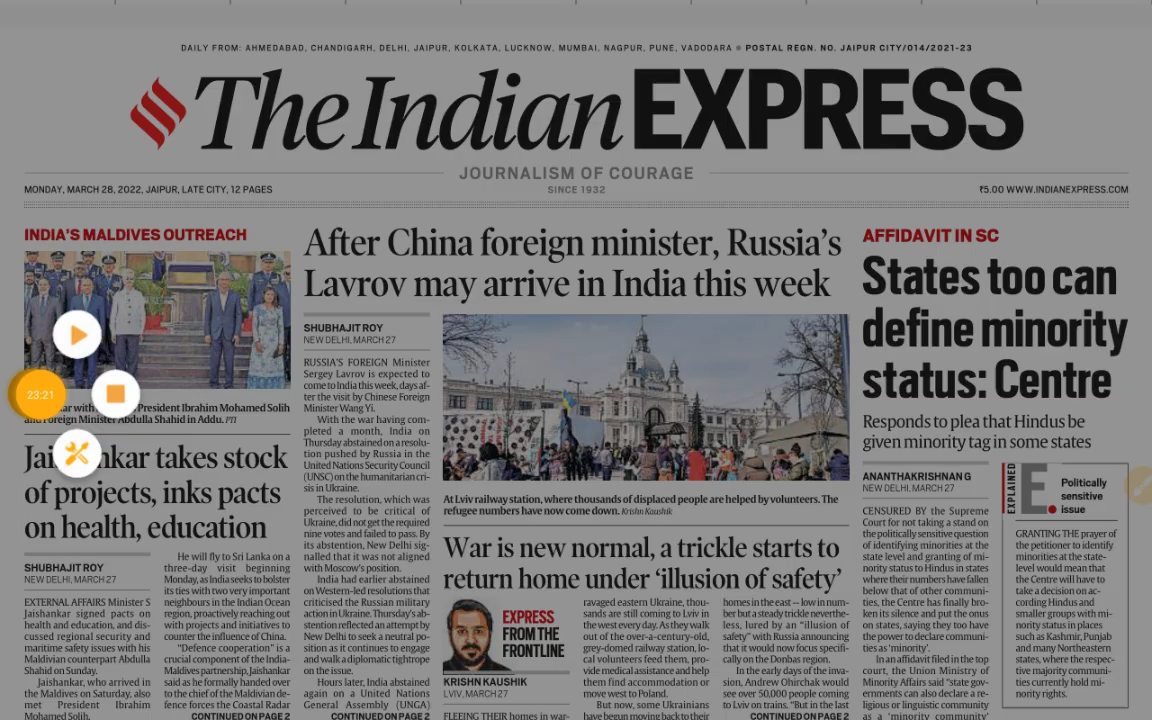 DAILY FROM: AHMEDABAD, CHANDIGARH, DELHI, JAIPUR, KOLKATA, LUCKNOW, MUMBAI, NAGPUR, PUNE, VADODARA ● POSTAL REGN. NO. JAIPUR CITY/014/2021-23
The Indian EXPRESS
JOURNALISM OF COURAGE
SINCE 1932
MONDAY, MARCH 28, 2022, JAIPUR, LATE CITY, 12 PAGES
₹5.00 WWW.INDIANEXPRESS.COM
INDIA'S MALDIVES OUTREACH
23:21
with President Ibrahim Mohamed Solih
and Foreign Minister Abdulla Shahid in Addu. PTI
Jaishankar takes stock
of projects, inks pacts
on health, education
SHUBHAJIT ROY
NEW DELHI, MARCH 27
EXTERNAL AFFAIRS Minister S
Jaishankar signed pacts on
health and education, and dis-
cussed regional security and
maritime safety issues with his
Maldivian counterpart Abdulla
Shahid on Sunday.
Jaishankar, who arrived in
the Maldives on Saturday, also
met President Ibrahim
Mohamed Solih.
He will fly to Sri Lanka on a
three-day visit beginning
Monday, as India seeks to bolster
its ties with two very important
neighbours in the Indian Ocean
region, proactively reaching out
with projects and initiatives to
counter the influence of China.
"Defence cooperation" is a
crucial component of the India-
Maldives partnership, Jaishankar
said as he formally handed over
to the chief of the Maldivian de-
fence forces the Coastal Radar
CONTINUED ON PAGE 2
After China foreign minister, Russia's
Lavrov may arrive in India this week
SHUBHAJIT ROY
NEW DELHI, MARCH 27
RUSSIA'S FOREIGN Minister
Sergey Lavrov is expected to
come to India this week, days af-
ter the visit by Chinese Foreign
Minister Wang Yi.
With the war having com-
pleted a month, India on
Thursday abstained on a resolu-
tion pushed by Russia in the
United Nations Security Council
(UNSC) on the humanitarian cri-
sis in Ukraine.
The resolution, which was
perceived to be critical of
Ukraine, did not get the required
nine votes and failed to pass. By
its abstention, New Delhi sig-
nalled that it was not aligned
with Moscow's position.
India had earlier abstained
on Western-led resolutions that
criticised the Russian military
action in Ukraine. Thursday's ab-
stention reflected an attempt by
New Delhi to seek a neutral po-
sition as it continues to engage
and walk a diplomatic tightrope
on the issue.
Hours later, India abstained
again on a United Nations
General Assembly (UNGA)
CONTINUED ON PAGE 2
At Lviv railway station, where thousands of displaced people are helped by volunteers. The
refugee numbers have now come down. Krishn Kaushik
War is new normal, a trickle starts to
return home under 'illusion of safety'
EXPRESS
FROM THE
FRONTLINE
KRISHN KAUSHIK
LVIV, MARCH 27
FLEEING THEIR homes in war-
ravaged eastern Ukraine, thou-
sands are still coming to Lviv in
the west every day. As they walk
out of the over-a-century-old,
grey-domed railway station, lo-
cal volunteers feed them, pro-
vide medical assistance and help
them find accommodation or
move west to Poland.
But now, some Ukrainians
have begun moving back to their
homes in the east — low in num-
ber but a steady trickle neverthe-
less, lured by an "illusion of
safety" with Russia announcing
that it would now focus specifi-
cally on the Donbas region.
In the early days of the inva-
sion, Andrew Ohirchak would
see over 50,000 people coming
to Lviv on trains. "But in the last
CONTINUED ON PAGE 2
AFFIDAVIT IN SC
States too can
define minority
status: Centre
Responds to plea that Hindus be
given minority tag in some states
ANANTHAKRISHNAN G
NEW DELHI, MARCH 27
CENSURED BY the Supreme
Court for not taking a stand on
the politically sensitive question
of identifying minorities at the
state level and granting of mi-
nority status to Hindus in states
where their numbers have fallen
below that of other communi-
ties, the Centre has finally bro-
ken its silence and put the onus
on states, saying they too have
the power to declare communi-
ties as 'minority'.
In an affidavit filed in the top
court, the Union Ministry of
Minority Affairs said "state gov-
ernments can also declare a re-
ligious or linguistic community
as a 'minority community'
EXPLAINED
E.
Politically
sensitive
issue
GRANTING THE prayer of
the petitioner to identify
minorities at the state-
level would mean that
the Centre will have to
take a decision on ac-
cording Hindus and
smaller groups with mi-
nority status in places
such as Kashmir, Punjab
and many Northeastern
states, where the respec-
tive majority communi-
ties currently hold mi-
nority rights.